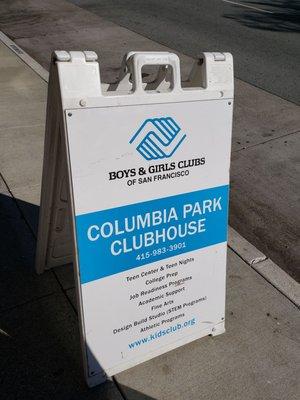 BOYS & GIRLS CLUBS
OF SAN FRANCISCO
COLUMBIA PARK
CLUBHOUSE
415-983-3901
Teen Center & Teen Nights
College Prep
Job Readiness Programs
Academic Support
Fine Arts
Design Build Studio (STEM Programs)
Athletic Programs
www.kidsclub.org